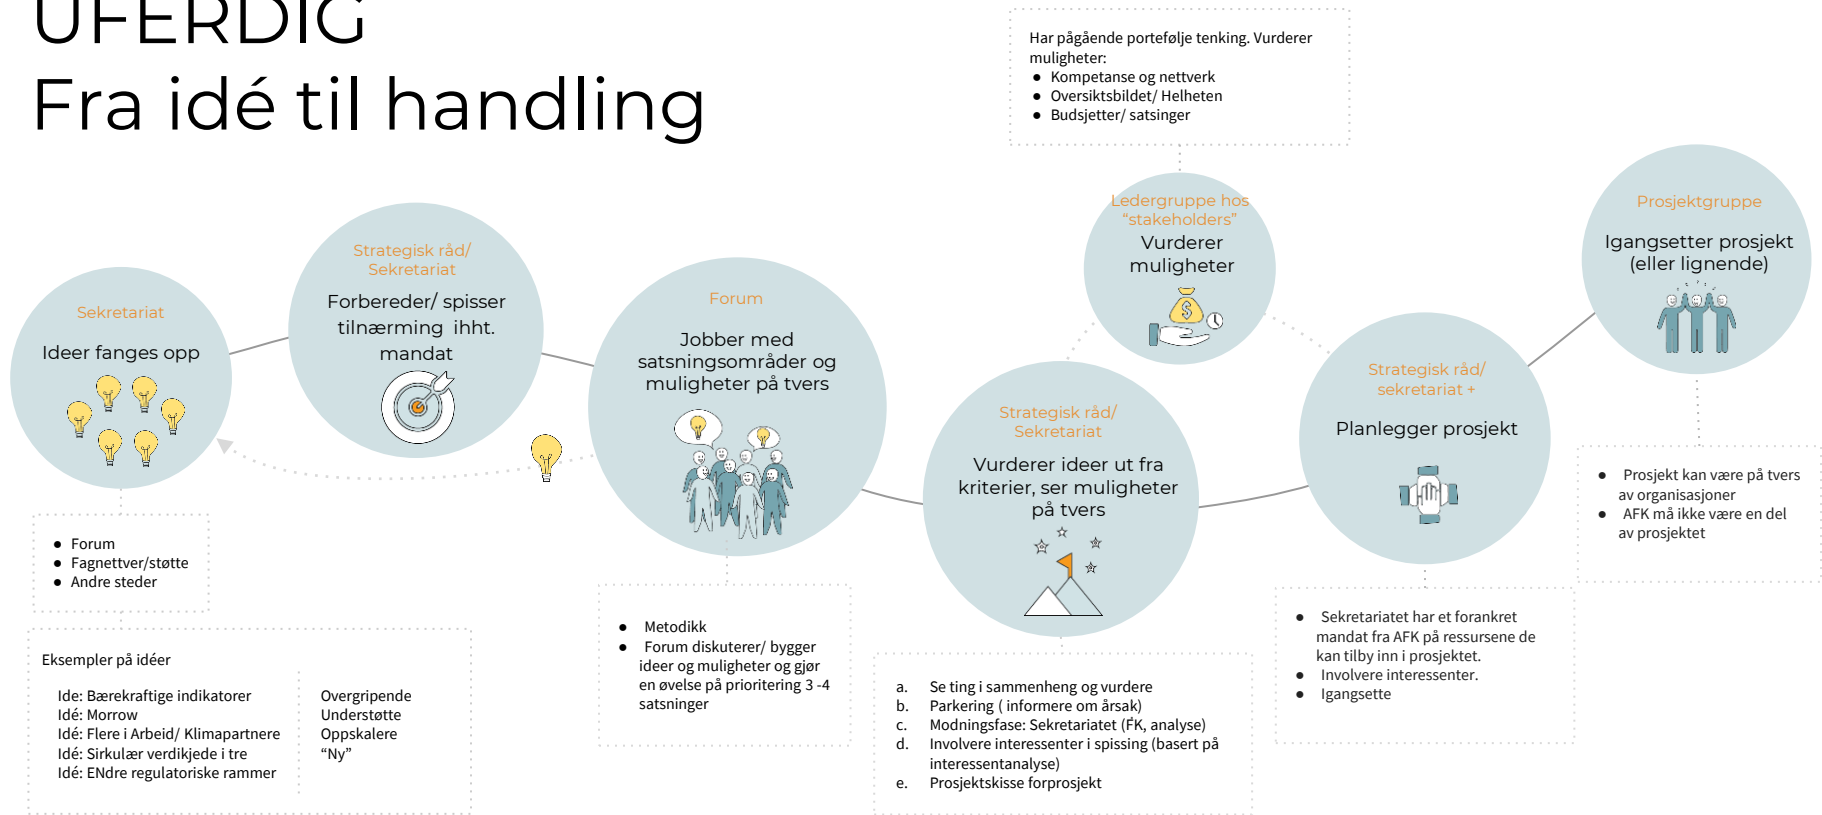 UFERDIG
Fra idé til handling
Sekretariat
Ideer fanges opp
● Forum
● Fagnettver/støtte
● Andre steder
Eksempler på idéer
Ide: Bærekraftige indikatorer
Idé: Morrow
Idé: Flere i Arbeid/ Klimapartnere
Idé: Sirkulær verdikjede i tre
Idé: ENdre regulatoriske rammer
Overgripende
Understøtte
Oppskalere
“Ny”
Strategisk råd/
Sekretariat
Forbereder/ spisser
tilnærming ihht.
mandat
Forum
Jobber med
satsningsområder og
muligheter på tvers
● Metodikk
● Forum diskuterer/ bygger
ideer og muligheter og gjør
en øvelse på prioritering 3 -4
satsninger
Strategisk råd/
Sekretariat
Vurderer ideer ut fra
kriterier, ser muligheter
på tvers
a. Se ting i sammenheng og vurdere
b. Parkering ( informere om årsak)
c. Modningsfase: Sekretariatet (FK, analyse)
d. Involvere interessenter i spissing (basert på
interessentanalyse)
e. Prosjektskisse forprosjekt
Har pågående portefølje tenking. Vurderer
muligheter:
● Kompetanse og nettverk
● Oversiktsbildet/ Helheten
● Budsjetter/ satsinger
Ledergruppe hos
“stakeholders”
Vurderer
muligheter
Strategisk råd/
sekretariat +
Planlegger prosjekt
● Sekretariatet har et forankret
mandat fra AFK på ressursene de
kan tilby inn i prosjektet.
● Involvere interessenter.
● Igangsette
Prosjektgruppe
Igangsetter prosjekt
(eller lignende)
● Prosjekt kan være på tvers
av organisasjoner
● AFK må ikke være en del
av prosjektet